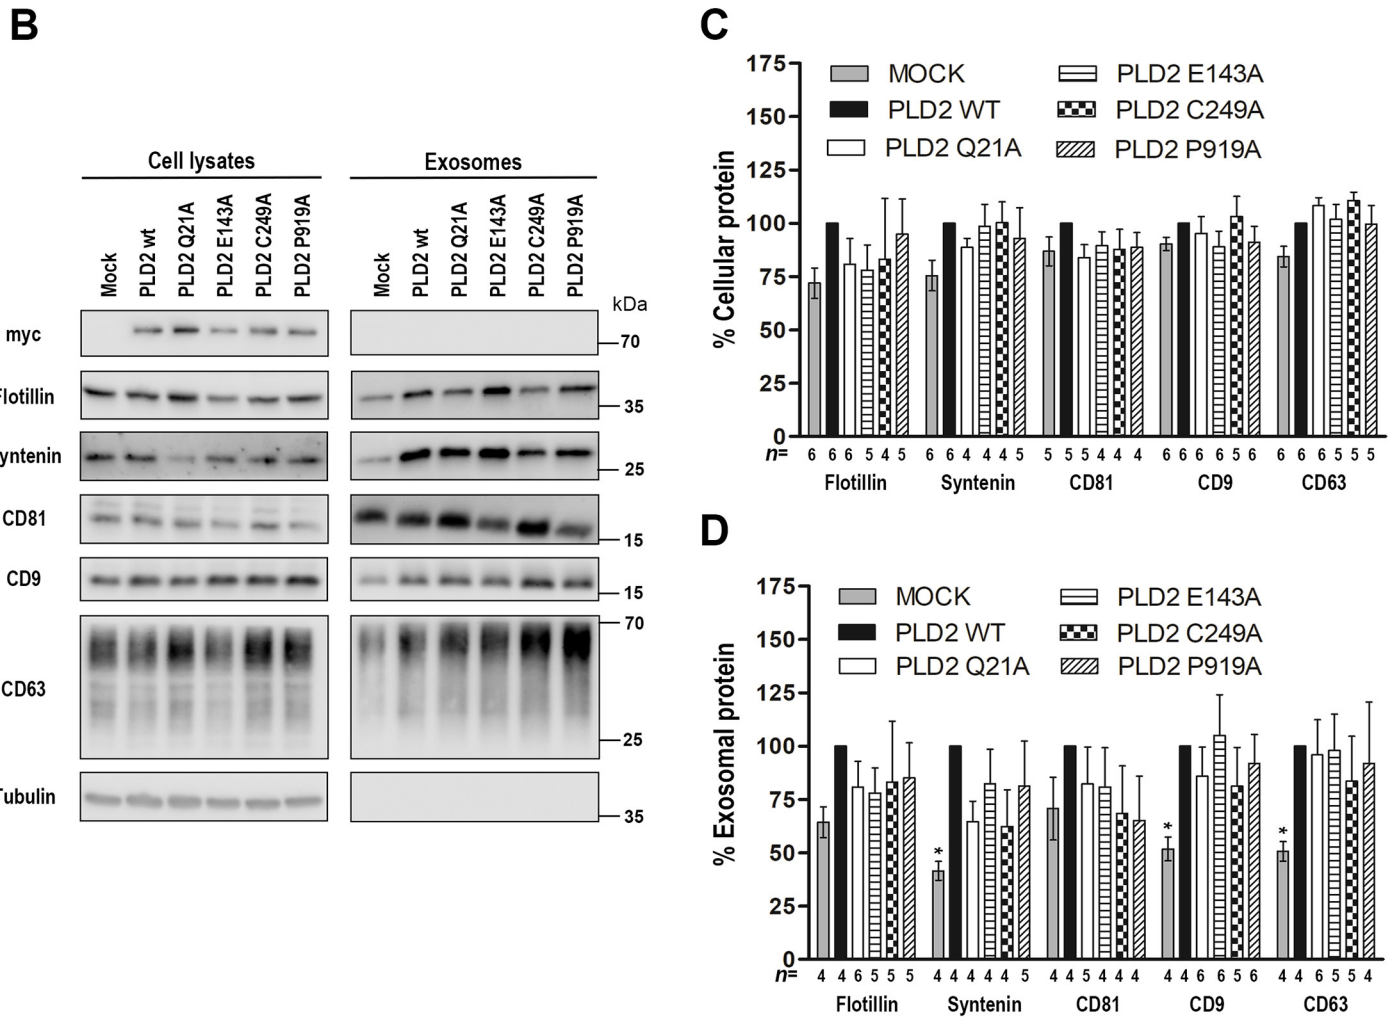 B
Cell lysates
Exosomes
Mock
PLD2 wt
PLD2 Q21A
PLD2 E143A
PLD2 C249A
PLD2 P919A
Mock
PLD2 wt
PLD2 Q21A
PLD2 E143A
PLD2 C249A
PLD2 P919A
kDa
myc
70
Flotillin
35
yntenin
25
CD81
15
CD9
15
70
CD63
25
Tubulin
35
C
% Cellular protein
175
150
125
100
75
50
25
0
MOCK
PLD2 WT
PLD2 Q21A
PLD2 E143A
PLD2 C249A
PLD2 P919A
n= 6 6 6 5 4 5 6 6 4 4 4 5 5 5 5 4 4 5 6 6 6 6 5 6 6 6 6 5 5 5
Flotillin Syntenin CD81 CD9 CD63
D
% Exosomal protein
175
150
125
100
75
50
25
0
MOCK
PLD2 WT
PLD2 Q21A
PLD2 E143A
PLD2 C249A
PLD2 P919A
* * *
n= 4 4 6 5 5 5 4 4 4 4 4 5 4 4 5 4 4 4 4 4 6 6 5 6 4 4 6 5 5 4
Flotillin Syntenin CD81 CD9 CD63